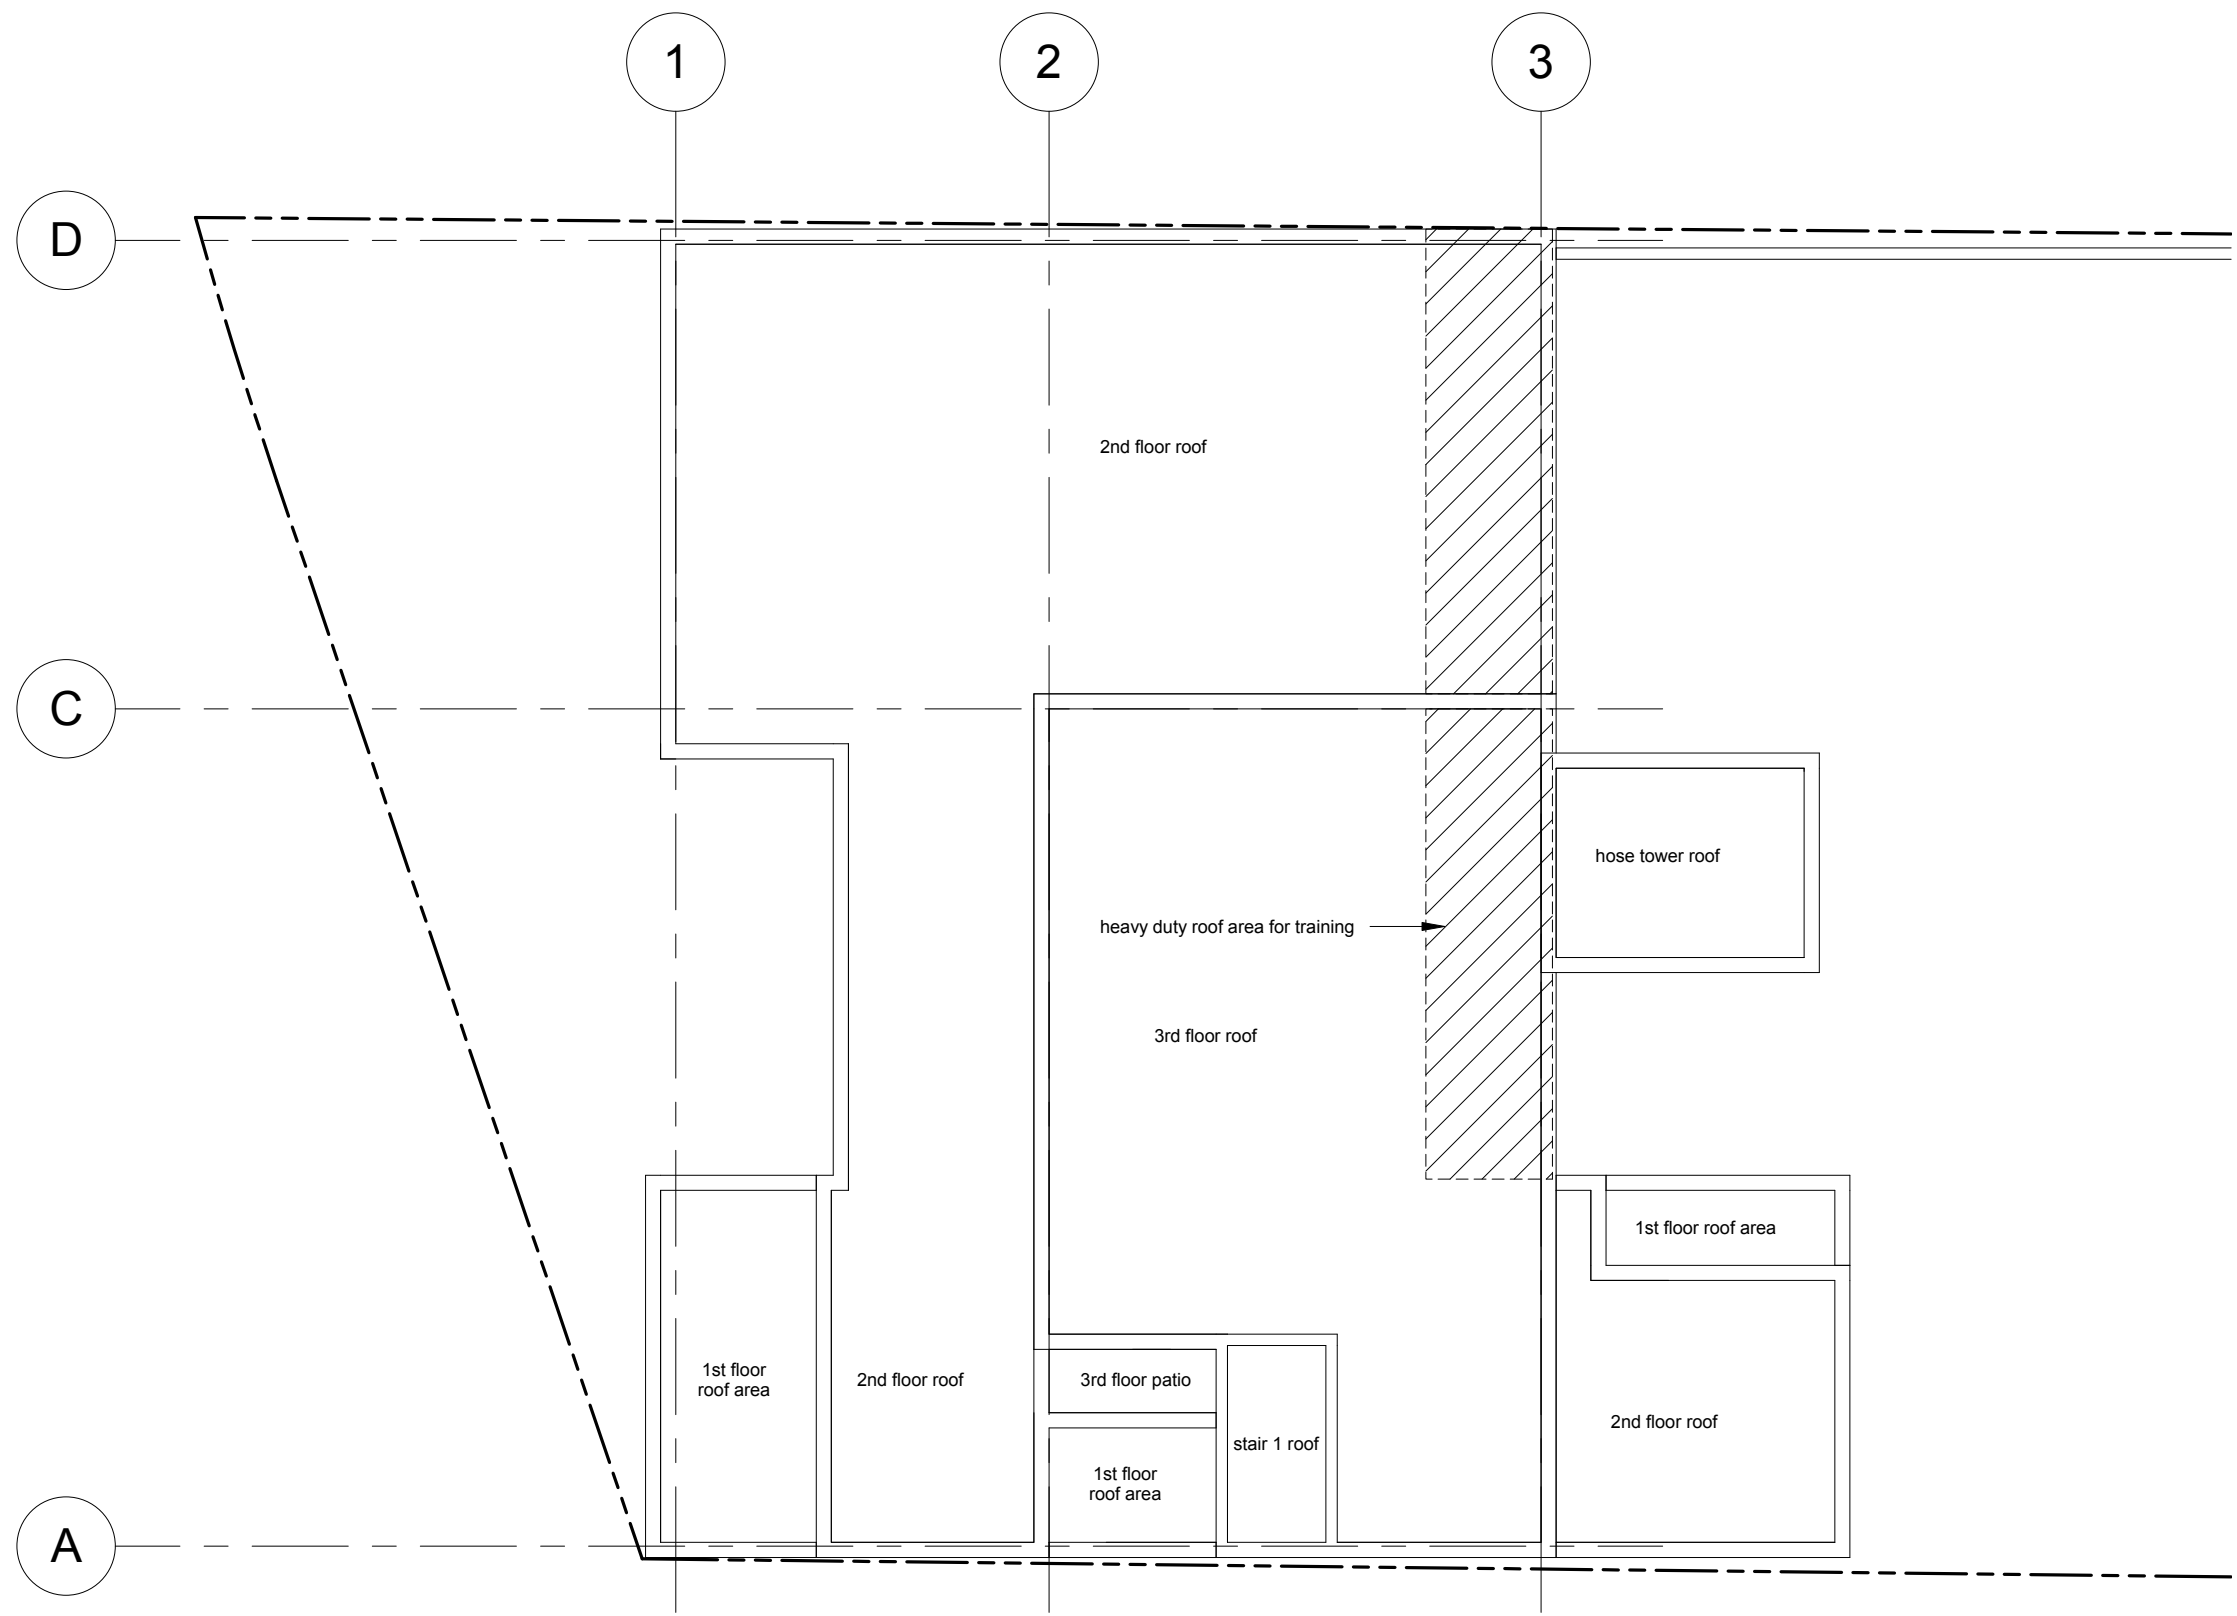 1
2
3
D
2nd floor roof
C
hose tower roof
heavy duty roof area for training
3rd floor roof
1st floor roof area
1st floor
roof area
2nd floor roof
3rd floor patio
2nd floor roof
stair 1 roof
1st floor
roof area
A